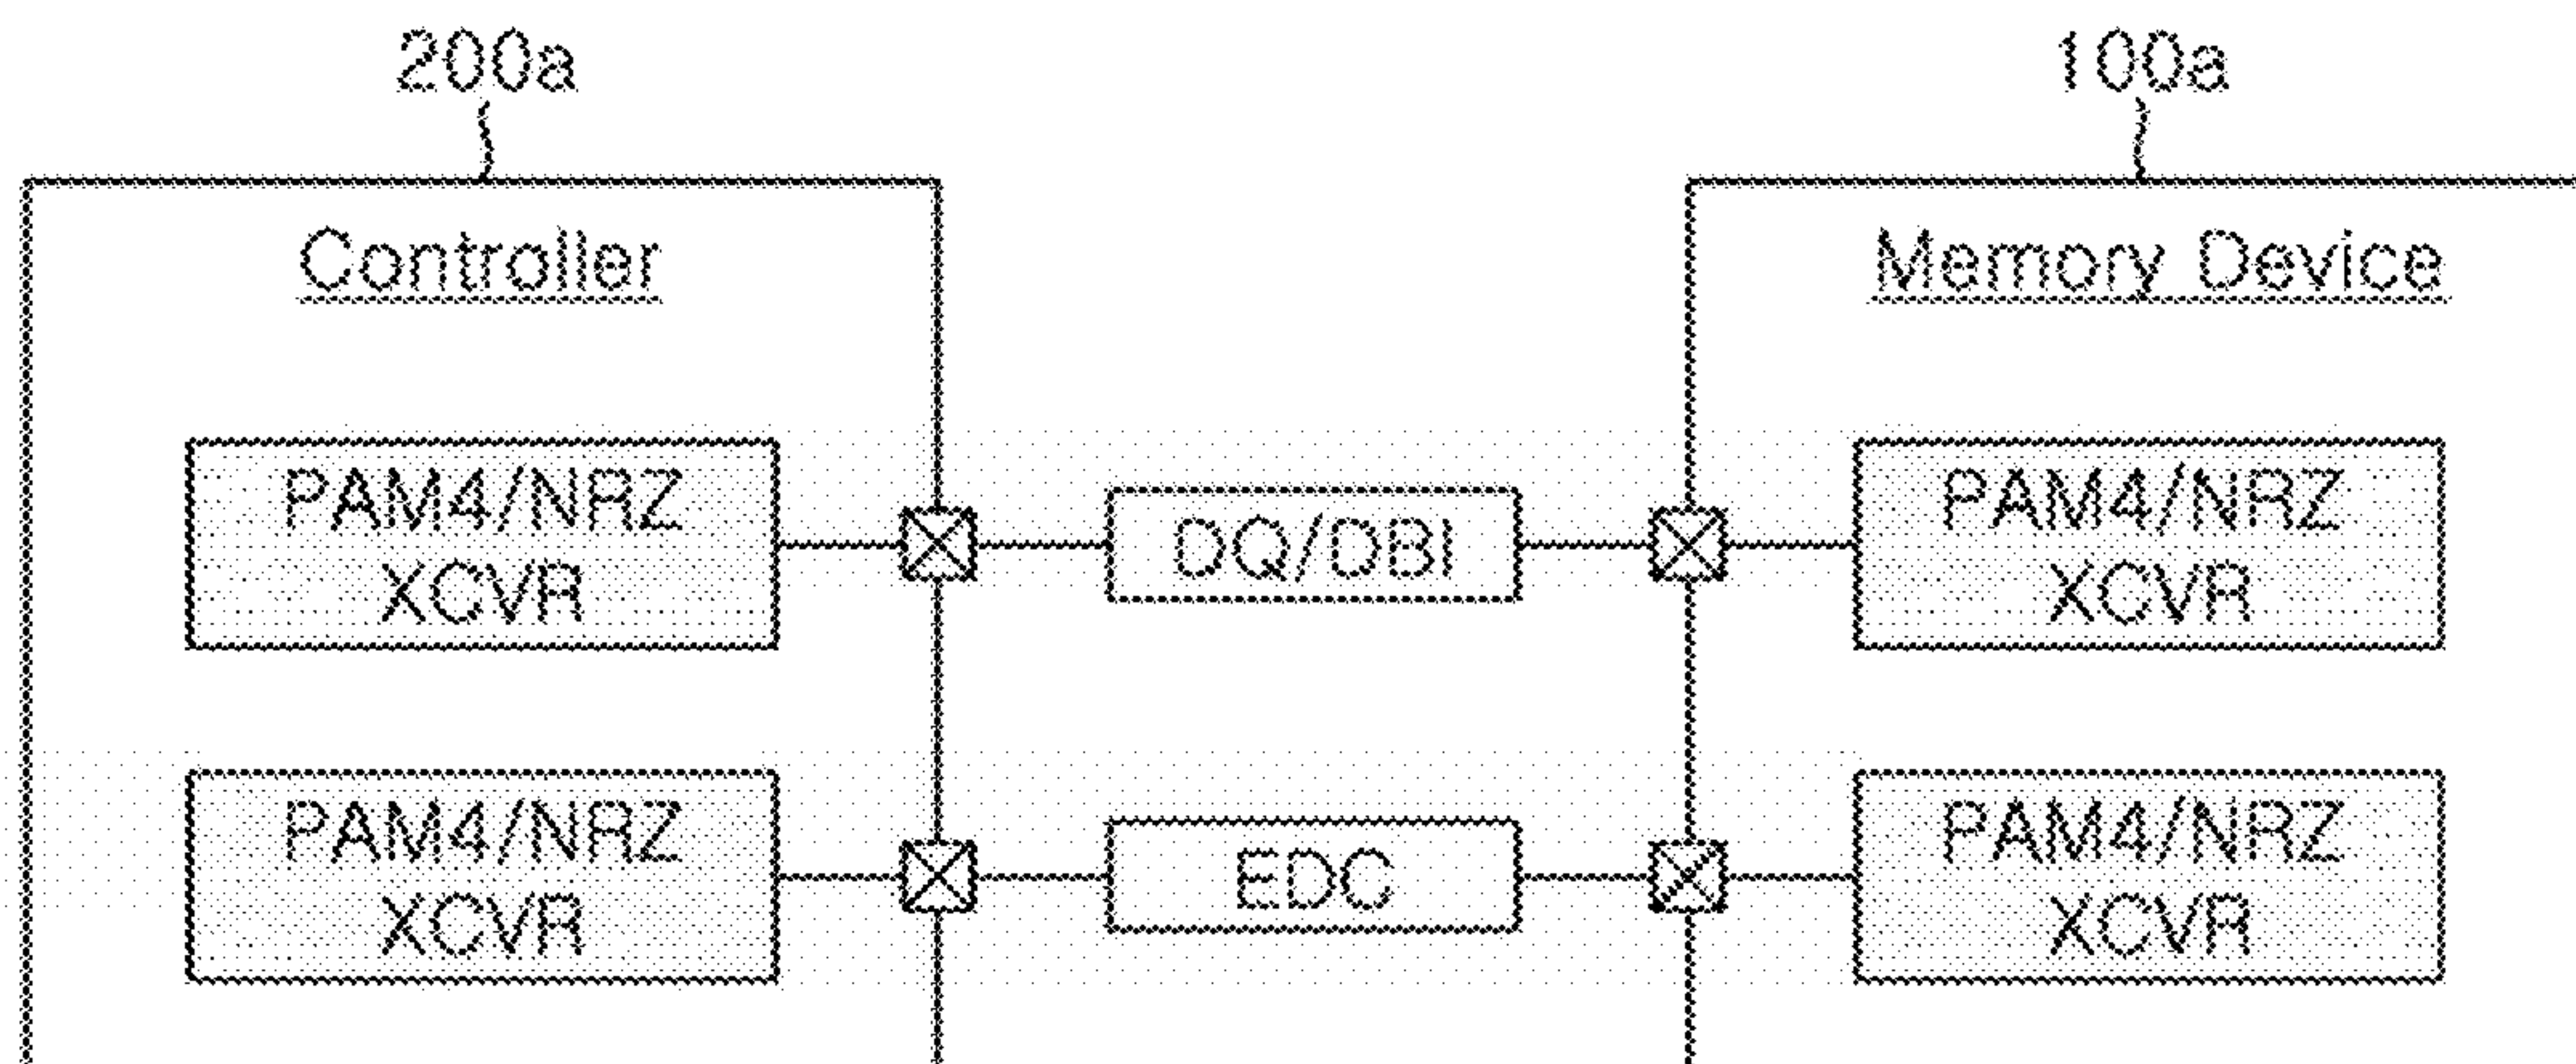 200a
100a
Controller
Memory Device
PAM4/NRZ
XCVR
DQ/DBI
PAM4/NRZ
XCVR
PAM4/NRZ
XCVR
EDC
PAM4/NRZ
XCVR